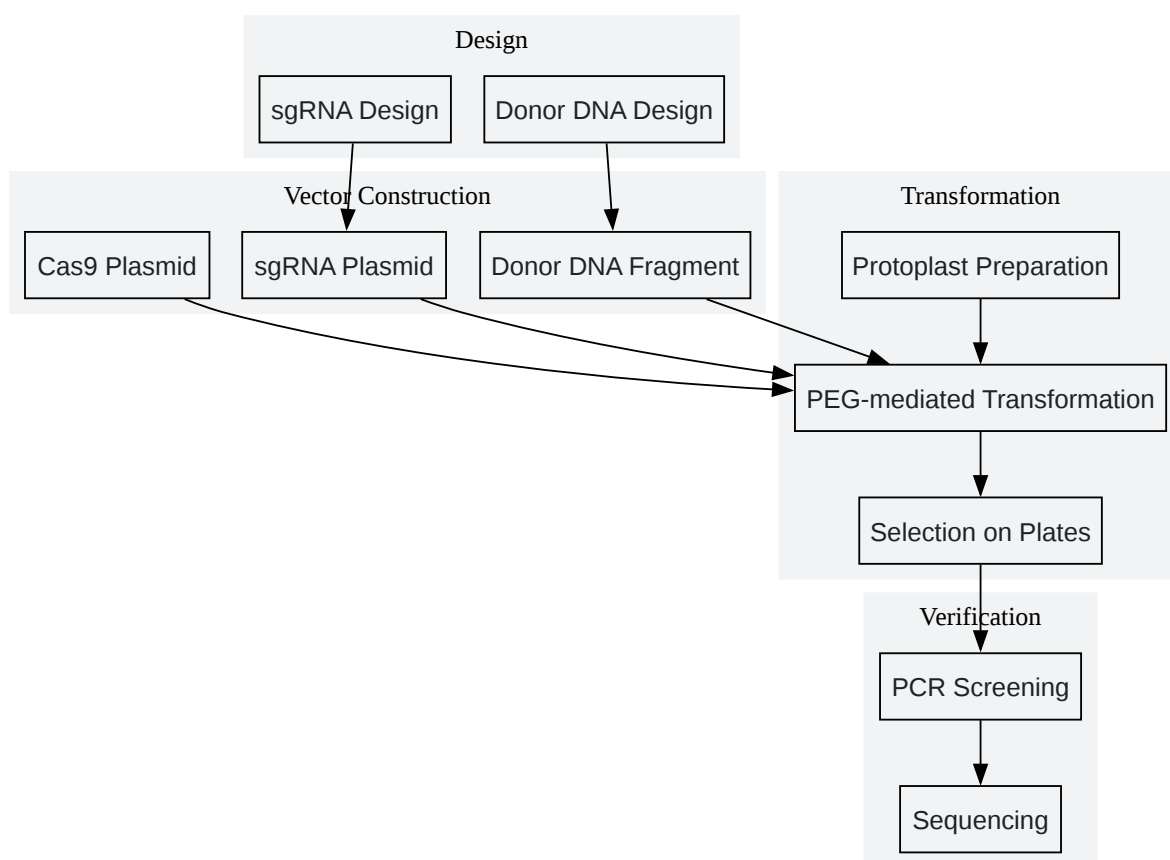 Design
sgRNA Design
Donor DNA Design
Vector Construction
Transformation
Cas9 Plasmid
sgRNA Plasmid
Donor DNA Fragment
Protoplast Preparation
PEG-mediated Transformation
Selection on Plates
Verification
PCR Screening
Sequencing